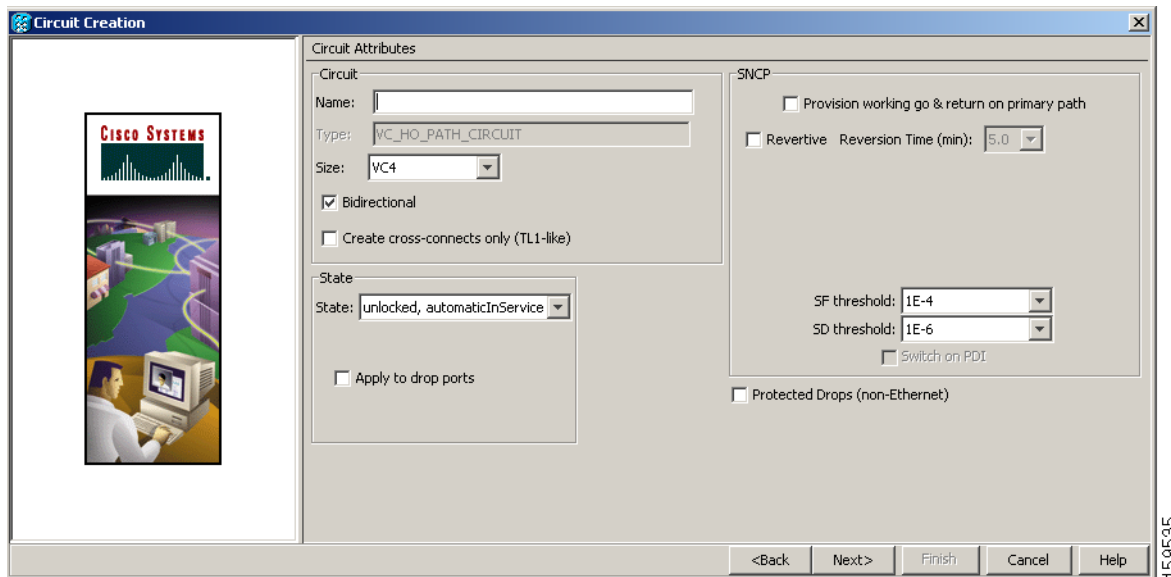 Circuit Creation
Circuit Attributes
CISCO SYSTEMS
Circuit
Name:
Type: VC_HO_PATH_CIRCUIT
Size: VC4
Bidirectional
Create cross-connects only (TL1-like)
State
State: unlocked, automaticInService
Apply to drop ports
SNCP
Provision working go & return on primary path
Revertive Reversion Time (min): 5.0
SF threshold: 1E-4
SD threshold: 1E-6
Switch on PDI
Protected Drops (non-Ethernet)
<Back Next> Finish Cancel Help
159535